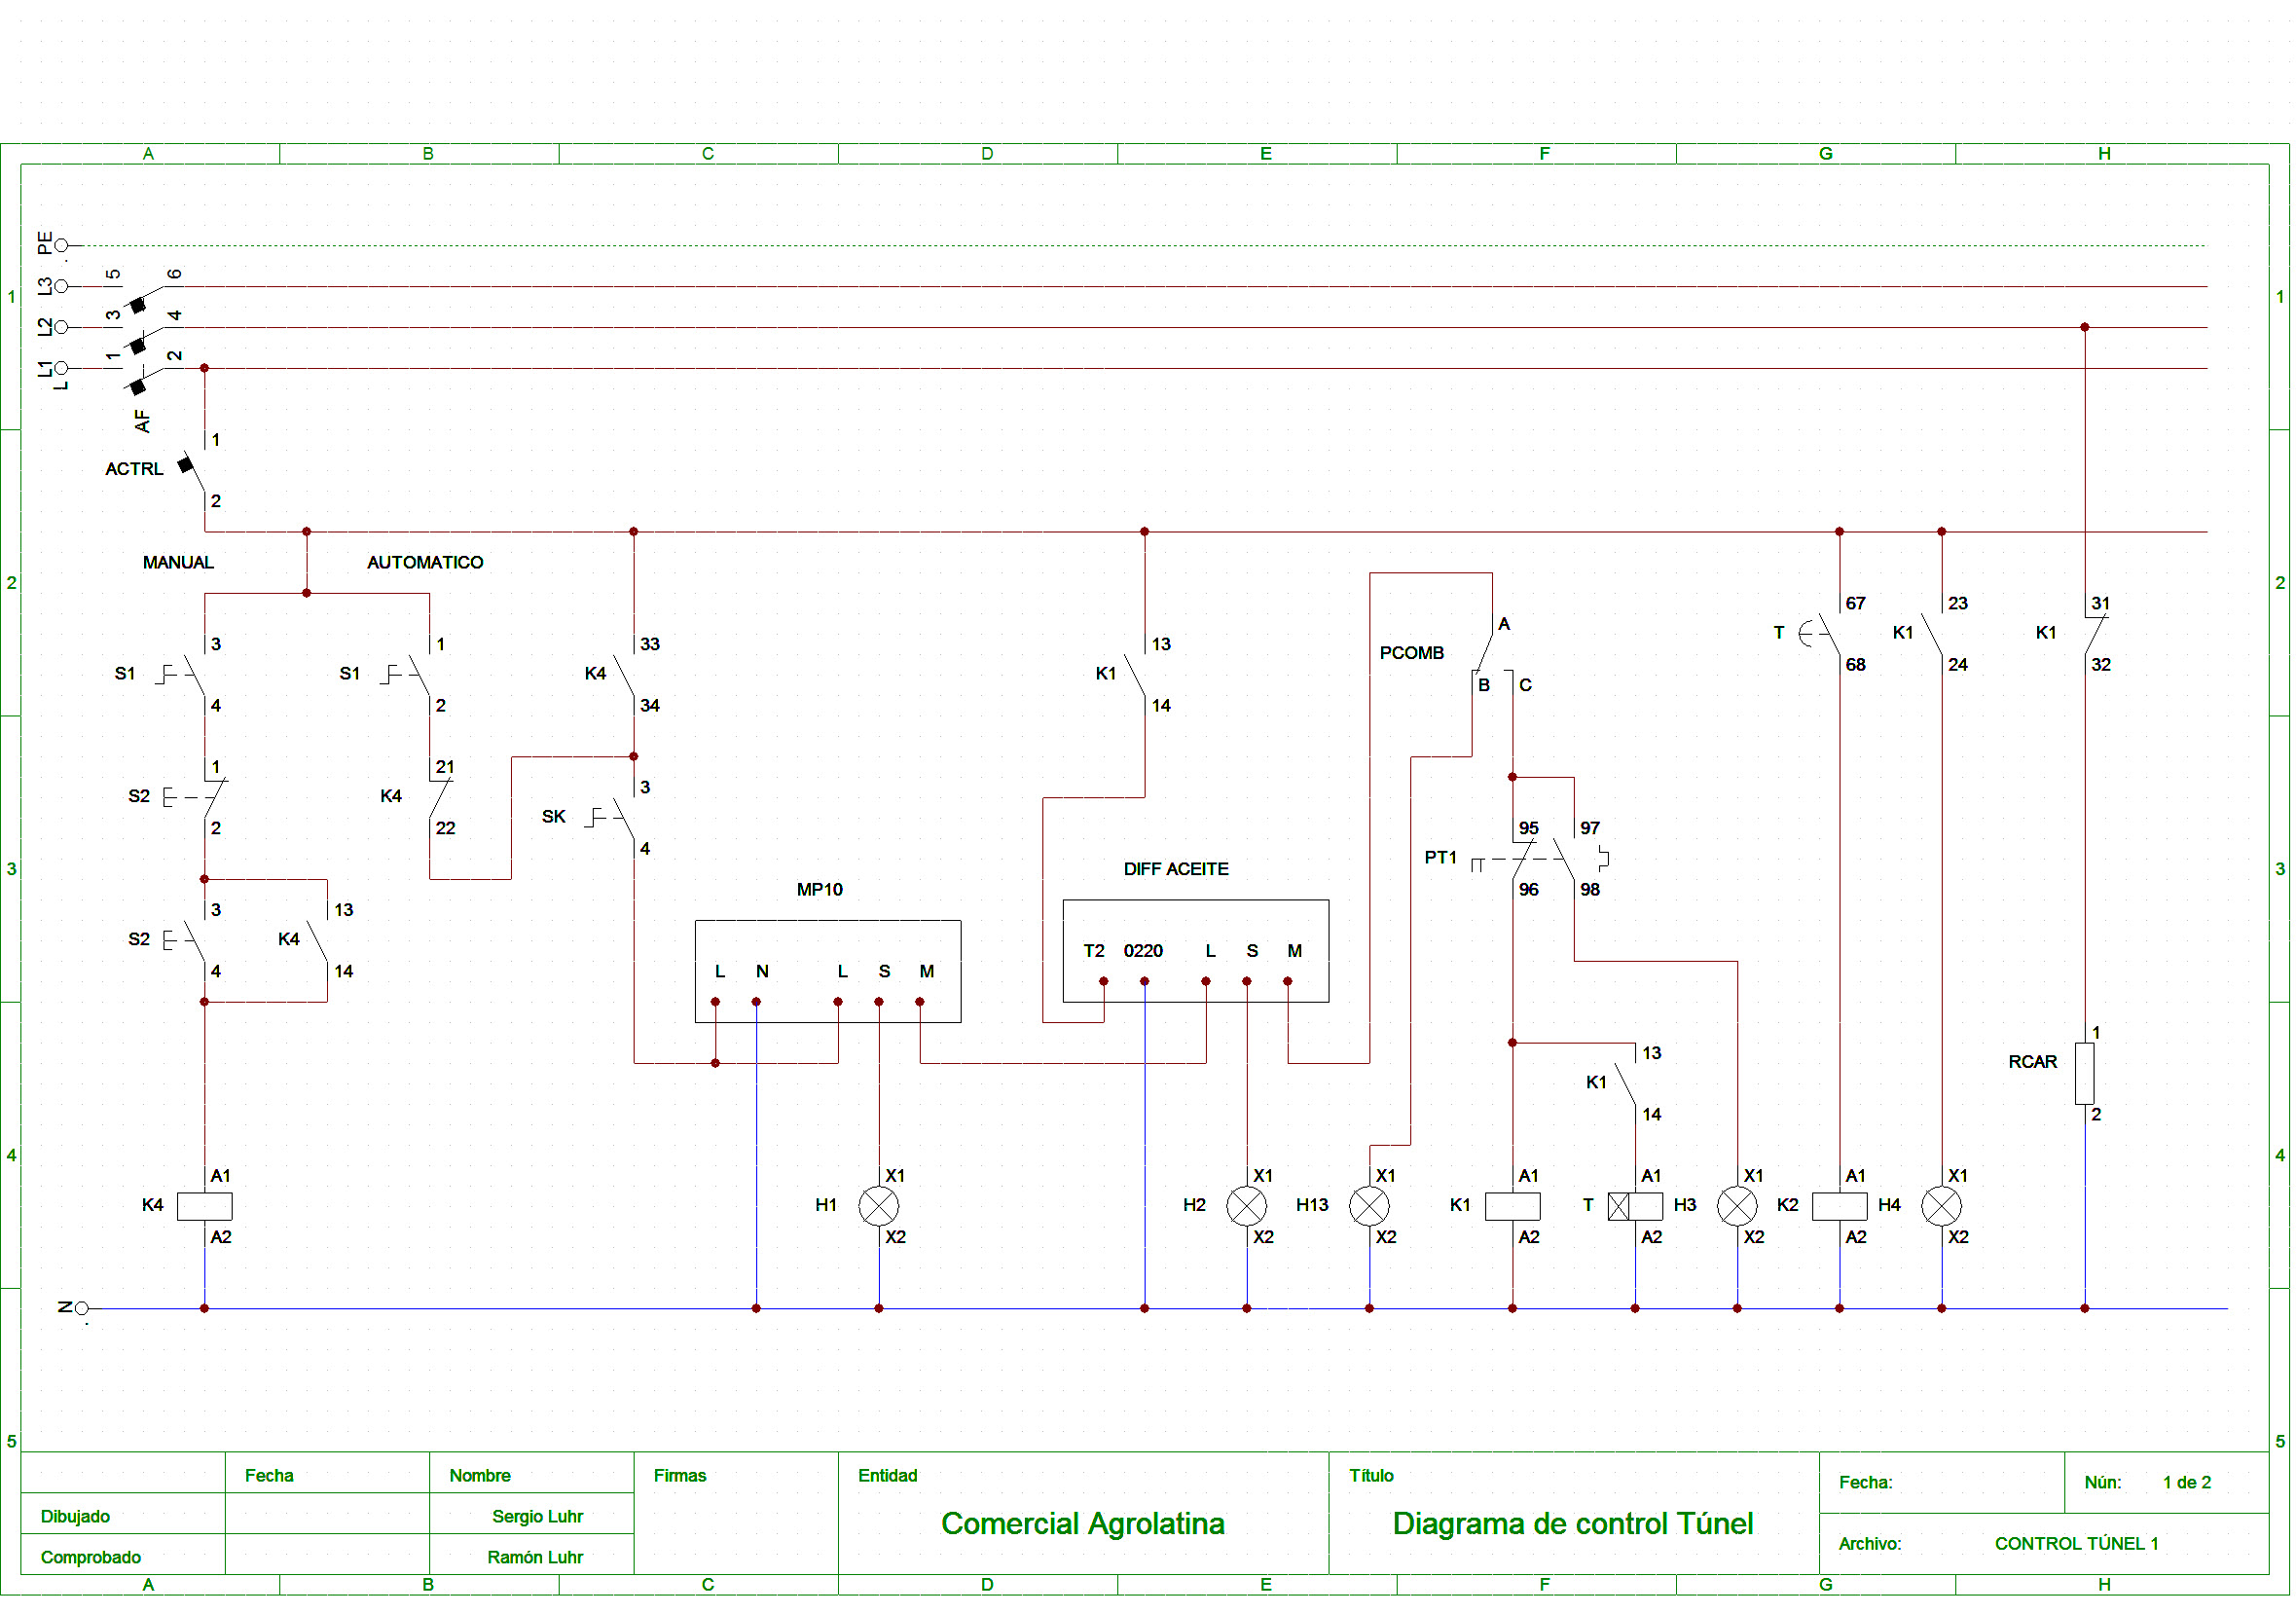 A B C D E F G H
PE
L3 5 6
1 1
L2 3 4
L1 1 2
L
AF
1
ACTRL
2
MANUAL AUTOMATICO
2 2
67 23 31
T K1 K1
68 24 32
3 1 33 13 A
S1 S1 K4 K1 PCOMB
4 2 34 14 B C
1 21 3
S2 K4 SK
2 22 4
95 97
PT1
96 98
3 3
DIFF ACEITE
MP10
3 13
S2 K4
4 14
T2 0220 L S M
L N L S M
13
K1
14
1
RCAR
2
4 4
A1 X1 X1 X1 A1 A1 X1 A1 X1
K4 H1 H2 H13 K1 T H3 K2 H4
A2 X2 X2 X2 A2 A2 X2 A2 X2
N
5 5
Fecha Nombre Firmas Entidad Título Fecha: Nún: 1 de 2
Dibujado Sergio Luhr Comercial Agrolatina Diagrama de control Túnel
Comprobado Ramón Luhr Archivo: CONTROL TÚNEL 1
A B C D E F G H